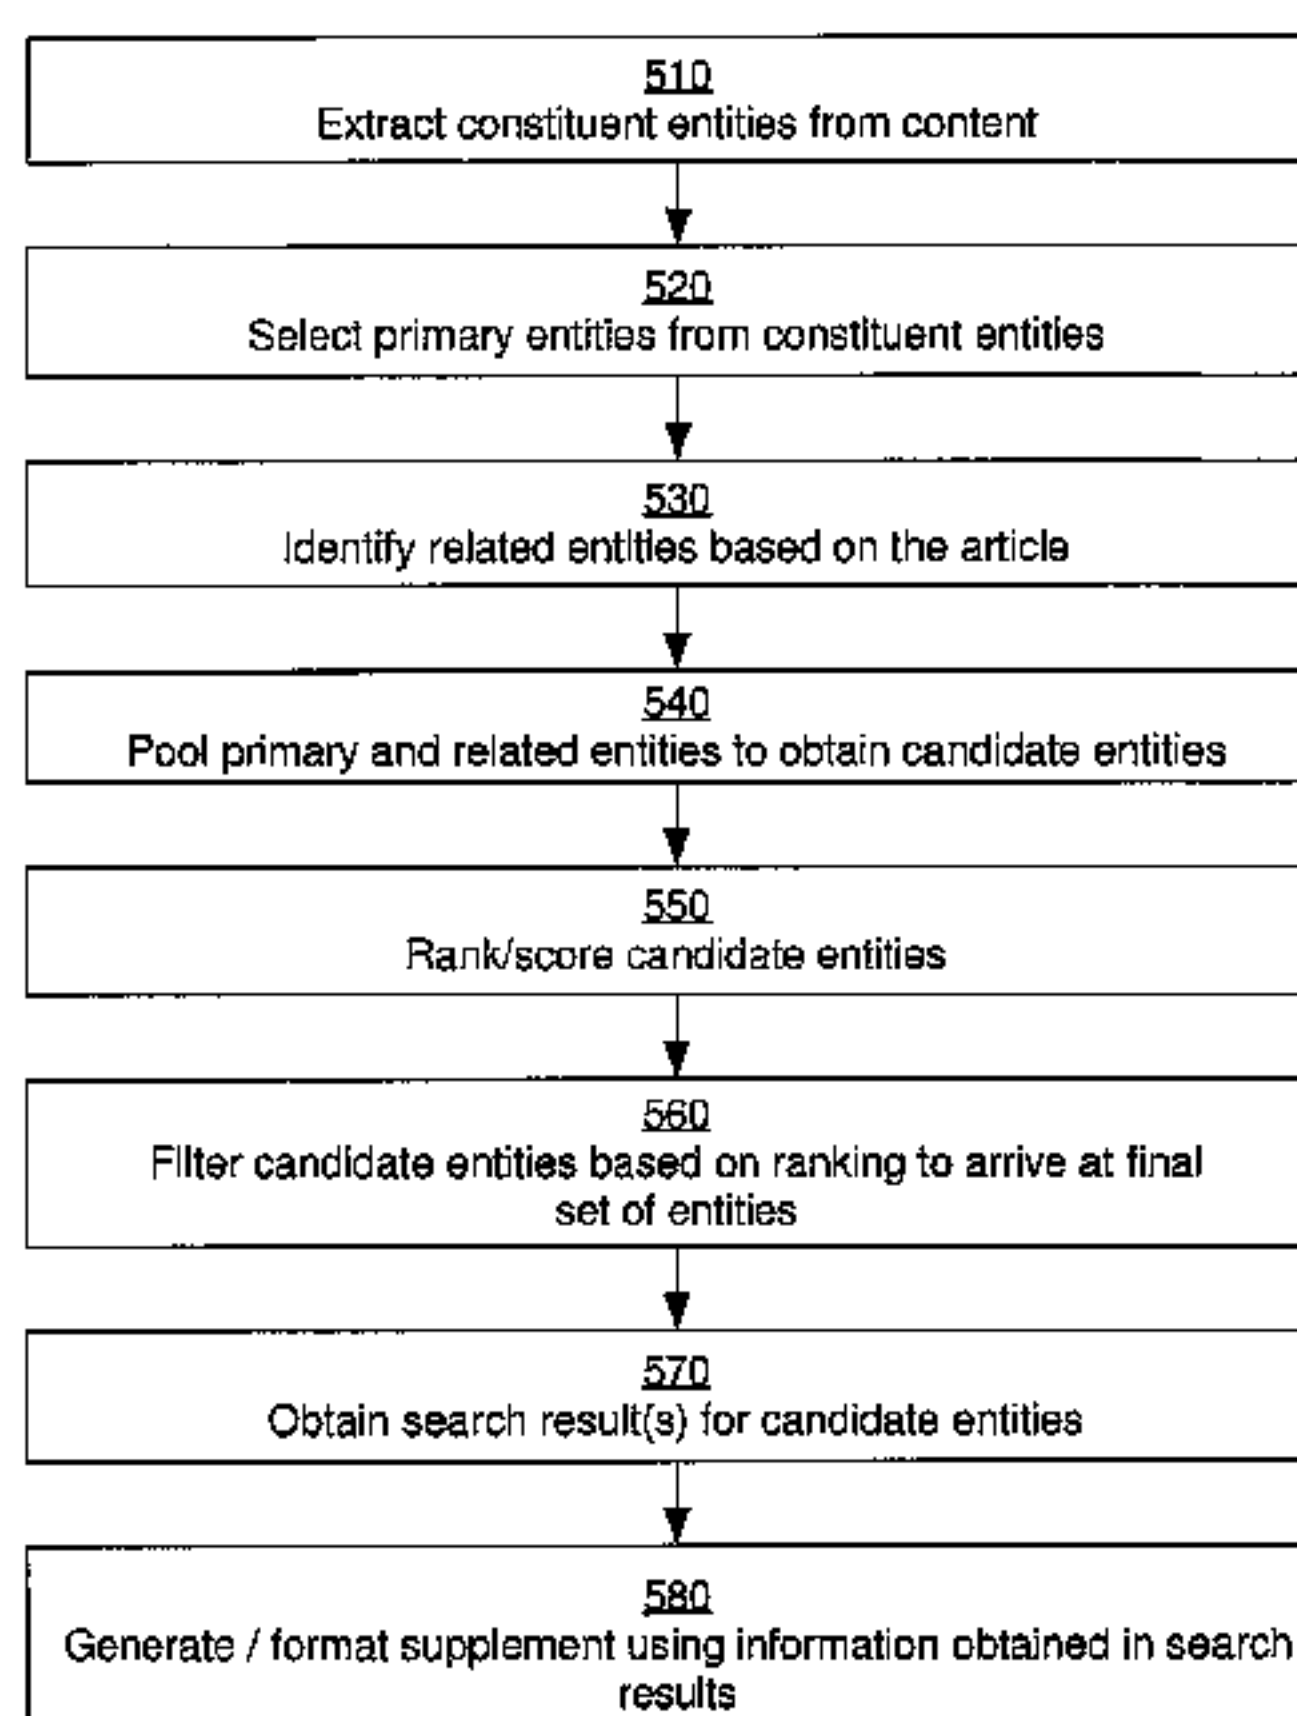 510
Extract constituent entities from content
520
Select primary entities from constituent entities
530
Identify related entities based on the article
540
Pool primary and related entities to obtain candidate entities
550
Rank/score candidate entities
560
Filter candidate entities based on ranking to arrive at final
set of entities
570
Obtain search result(s) for candidate entities
580
Generate / format supplement using information obtained in search
results